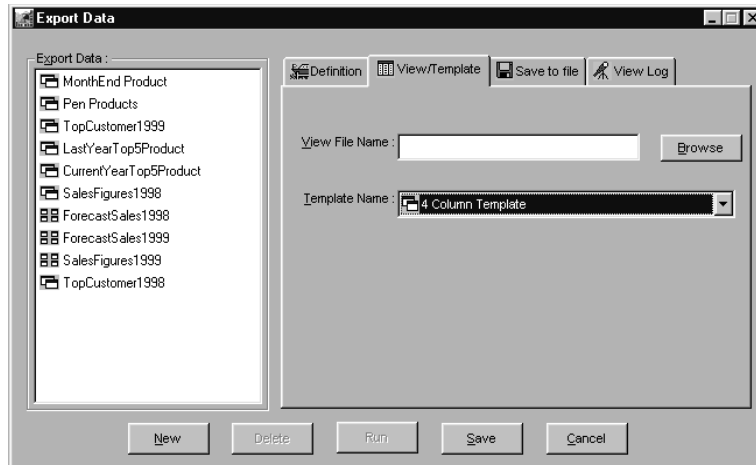 Export Data
Export Data :
MonthEnd Product
Pen Products
TopCustomer1999
LastYearTop5Product
CurrentYearTop5Product
SalesFigures1998
ForecastSales1998
ForecastSales1999
SalesFigures1999
TopCustomer1998
Definition
View/Template
Save to file
View Log
View File Name :
Browse
Template Name :
4 Column Template
New
Delete
Run
Save
Cancel